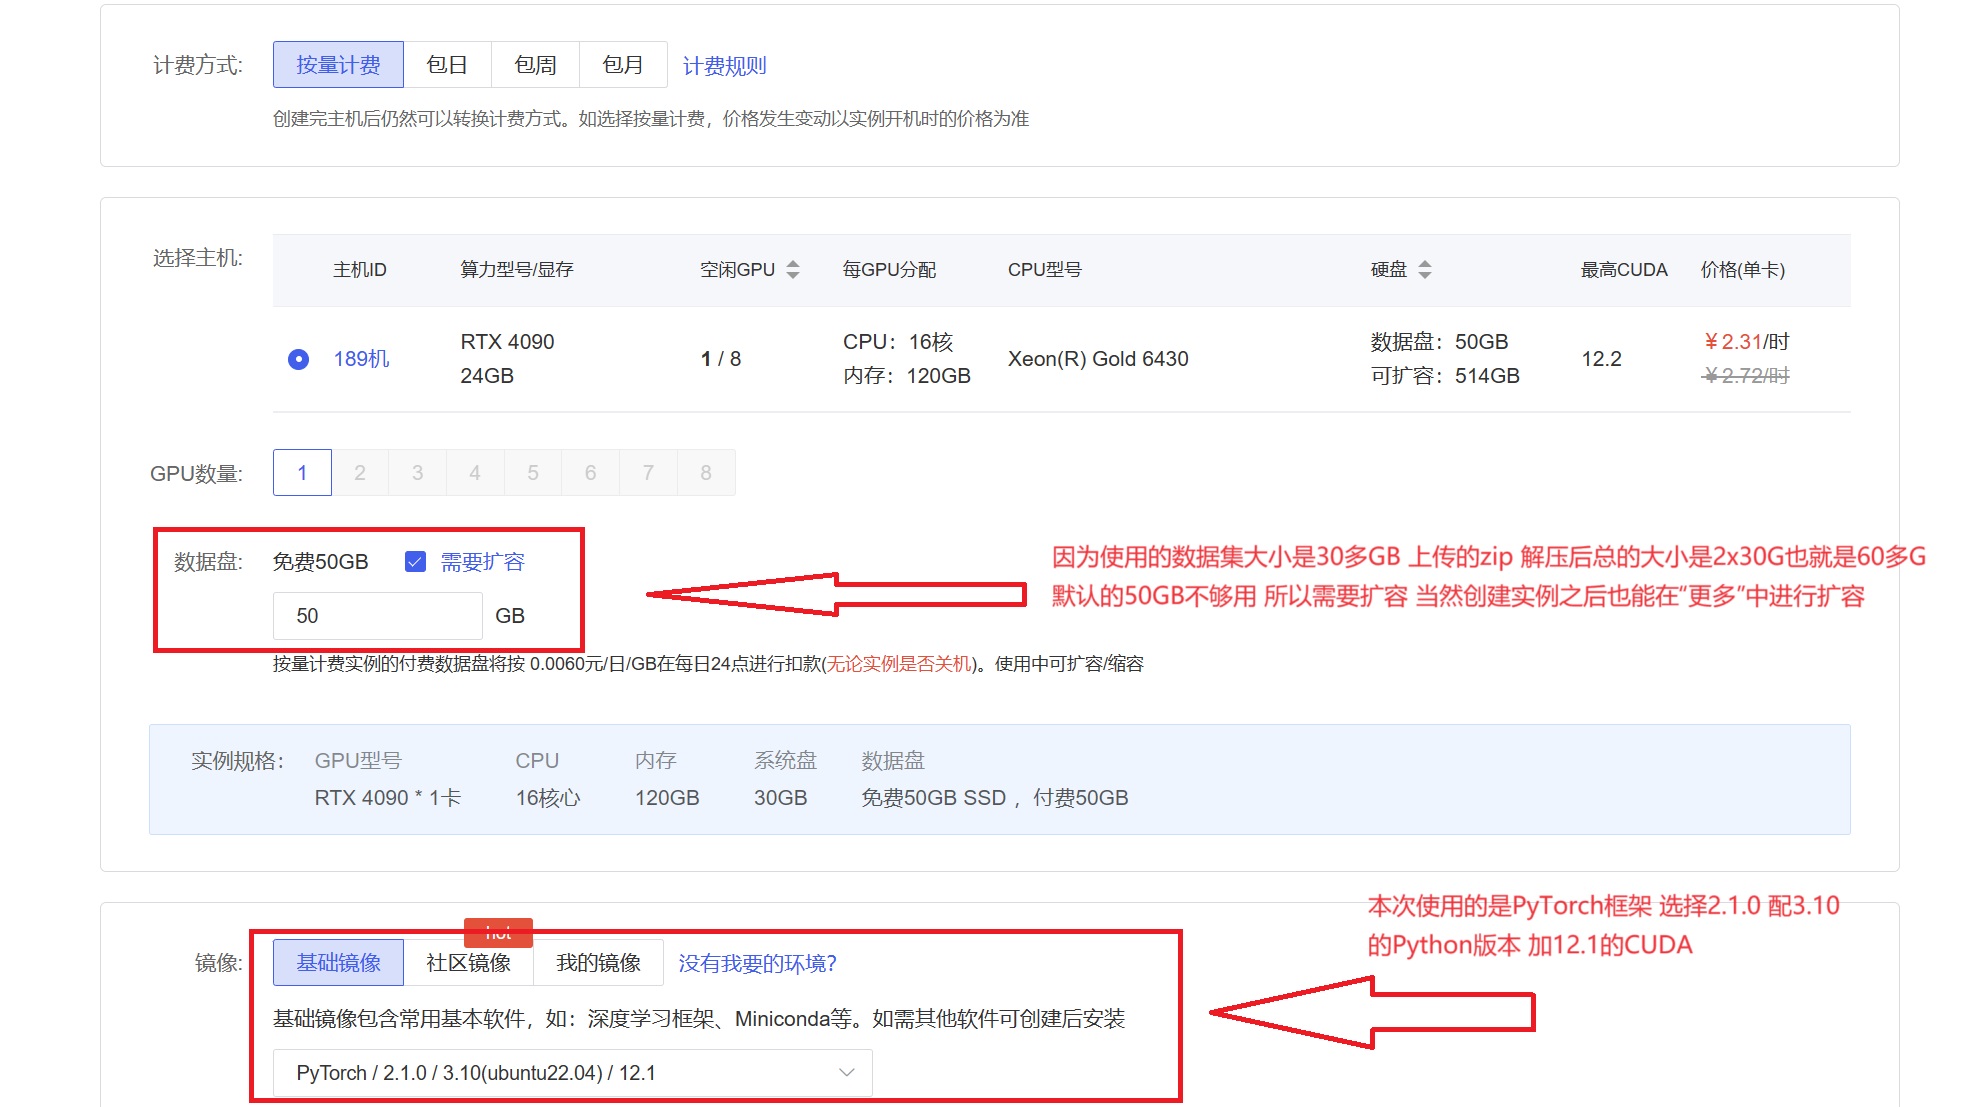 计费方式: 按量计费 包日 包周 包月 计费规则
创建完主机后仍然可以转换计费方式。如选择按量计费，价格发生变动以实例开机时的价格为准
选择主机: 主机ID 算力型号/显存 空闲GPU 每GPU分配 CPU型号 硬盘 最高CUDA 价格(单卡)
RTX 4090 CPU：16核 数据盘：50GB ￥2.31/时
189机 1 / 8 Xeon(R) Gold 6430 12.2
24GB 内存：120GB 可扩容：514GB ￥2.72/时
GPU数量: 1 2 3 4 5 6 7 8
数据盘: 免费50GB 需要扩容
50 GB
因为使用的数据集大小是30多GB 上传的zip 解压后总的大小是2x30G也就是60多G
默认的50GB不够用 所以需要扩容 当然创建实例之后也能在“更多”中进行扩容
按量计费实例的付费数据盘将按 0.0060元/日/GB在每日24点进行扣款(无论实例是否关机)。使用中可扩容/缩容
实例规格： GPU型号 CPU 内存 系统盘 数据盘
RTX 4090 * 1卡 16核心 120GB 30GB 免费50GB SSD ，付费50GB
本次使用的是PyTorch框架 选择2.1.0 配3.10
的Python版本 加12.1的CUDA
hot
镜像: 基础镜像 社区镜像 我的镜像 没有我要的环境?
基础镜像包含常用基本软件，如：深度学习框架、Miniconda等。如需其他软件可创建后安装
PyTorch / 2.1.0 / 3.10(ubuntu22.04) / 12.1